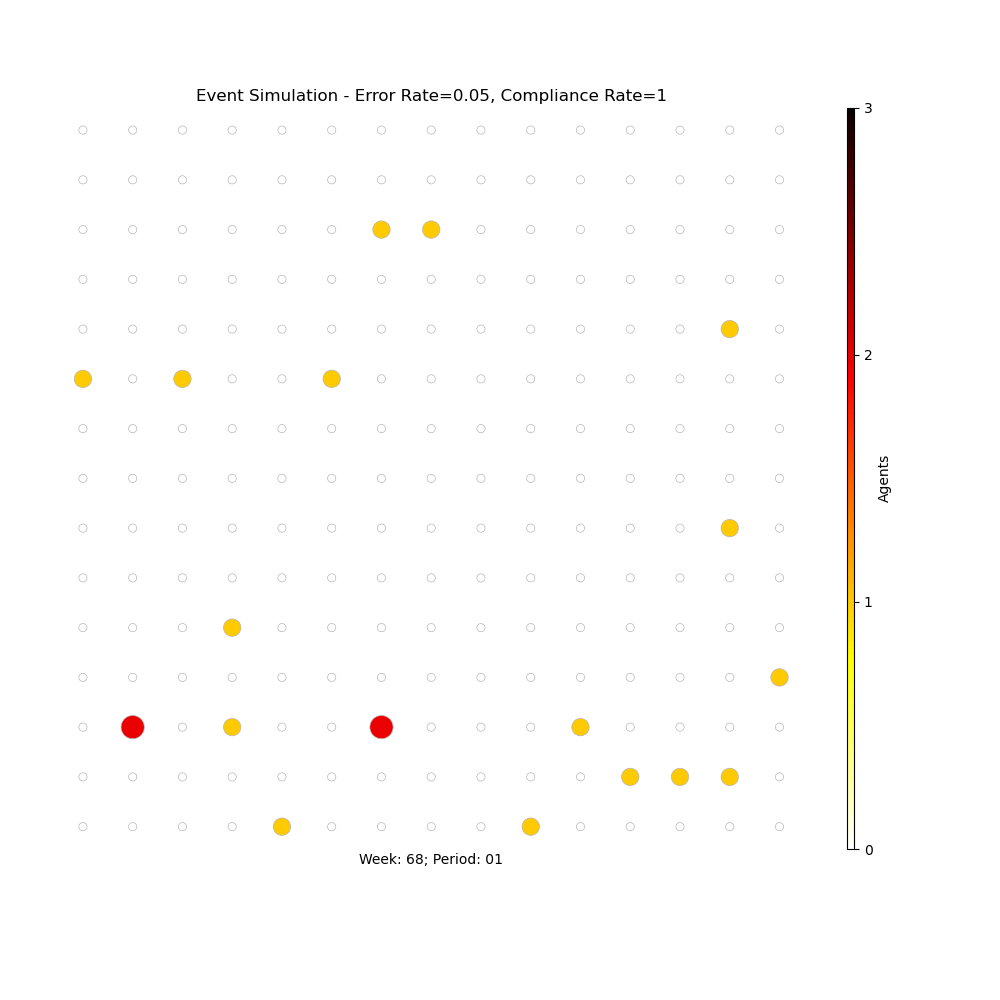 Event Simulation - Error Rate=0.05, Compliance Rate=1
3
2
Agents
1
0
Week: 68; Period: 01